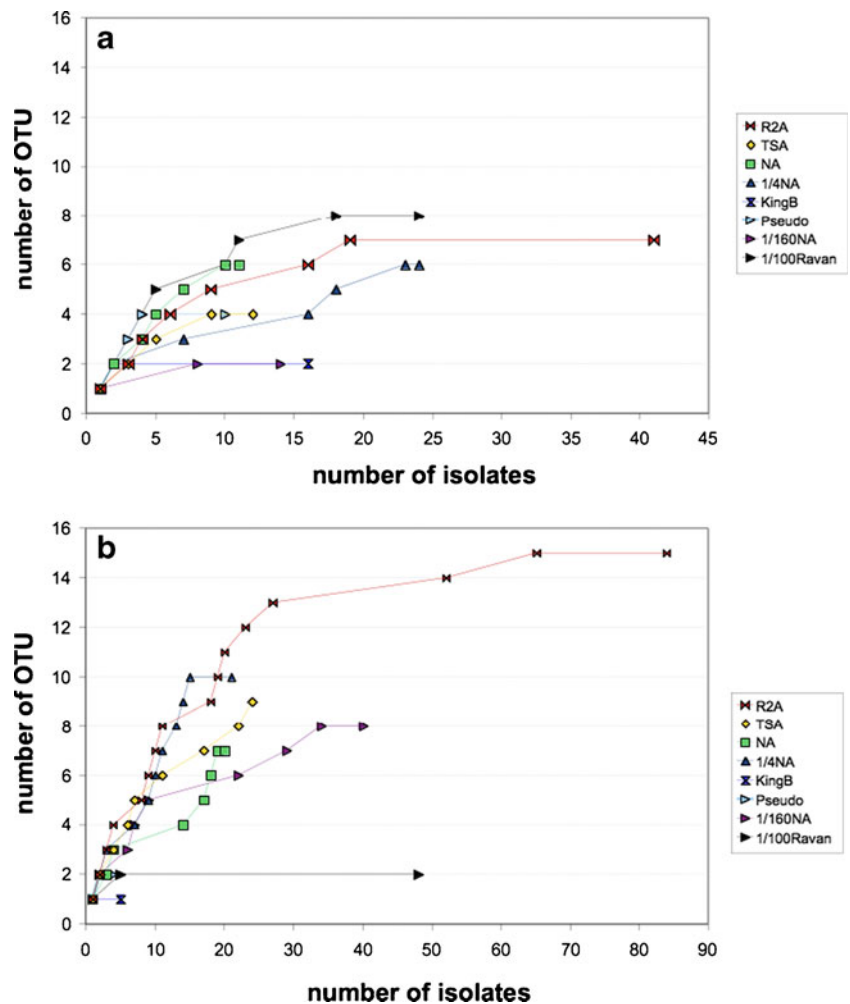 a
number of OTU
16
14
12
10
8
6
4
2
0
0 5 10 15 20 25 30 35 40 45
number of isolates
R2A
TSA
NA
1/4NA
KingB
Pseudo
1/160NA
1/100Ravan
b
number of OTU
16
14
12
10
8
6
4
2
0
0 10 20 30 40 50 60 70 80 90
number of isolates
R2A
TSA
NA
1/4NA
KingB
Pseudo
1/160NA
1/100Ravan